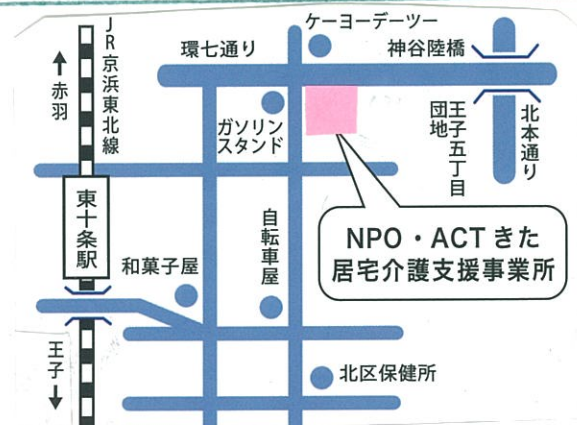 JR京浜東北線
↑赤羽
環七通り
ケーヨーデーツー
神谷陸橋
ガソリン
スタンド
王子五丁目
団地
北本通り
東十条駅
和菓子屋
自転車屋
NPO・ACTきた
居宅介護支援事業所
王子↓
北区保健所